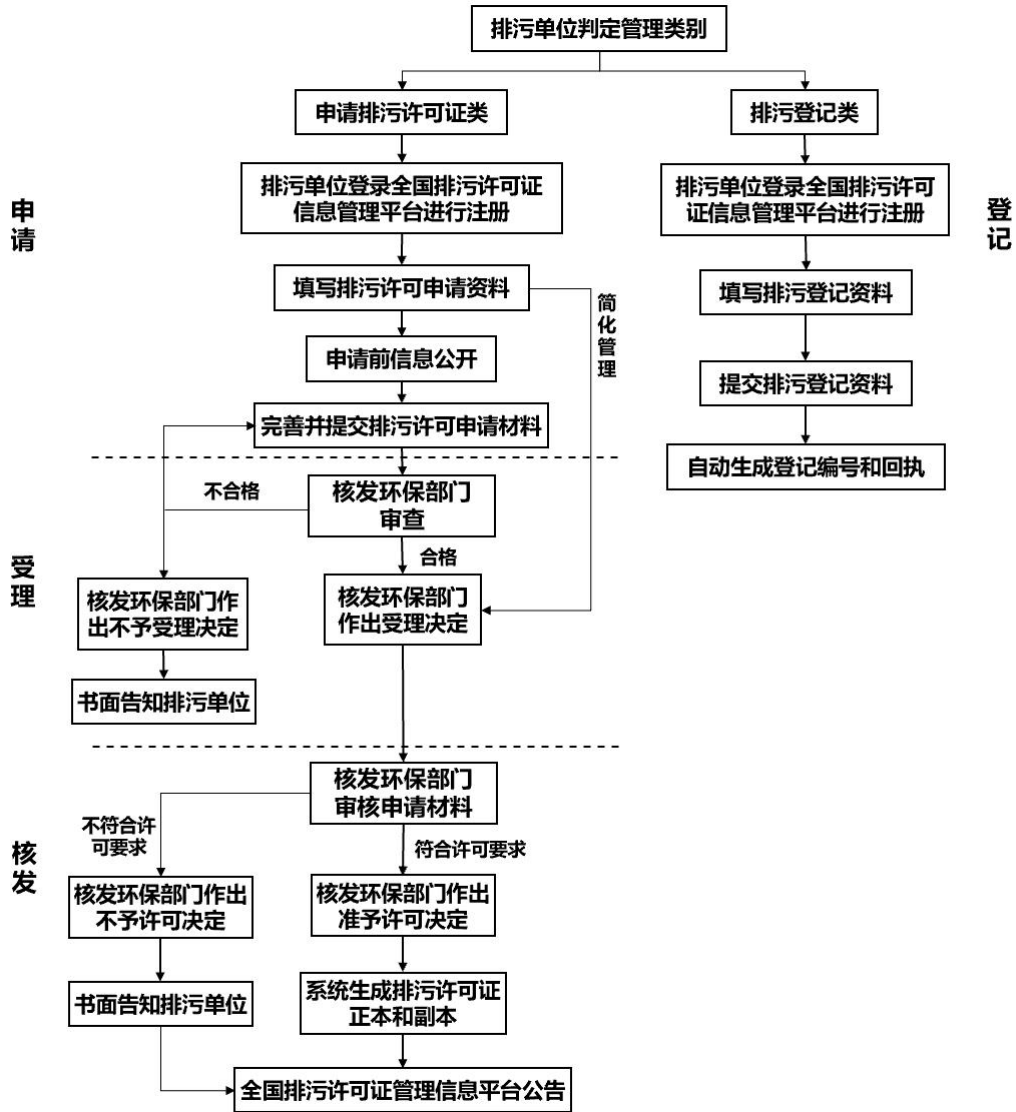 排污单位判定管理类别
申请排污许可证类
排污登记类
申请
排污单位登录全国排污许可证
信息管理平台进行注册
排污单位登录全国排污许可
证信息管理平台进行注册
登记
填写排污许可申请资料
简化管理
填写排污登记资料
申请前信息公开
提交排污登记资料
完善并提交排污许可申请材料
自动生成登记编号和回执
不合格
核发环保部门
审查
合格
受理
核发环保部门作
出不予受理决定
核发环保部门
作出受理决定
书面告知排污单位
核发环保部门
审核申请材料
不符合许
可要求
符合许可要求
核发
核发环保部门作出
不予许可决定
核发环保部门作出
准予许可决定
书面告知排污单位
系统生成排污许可证
正本和副本
全国排污许可证管理信息平台公告